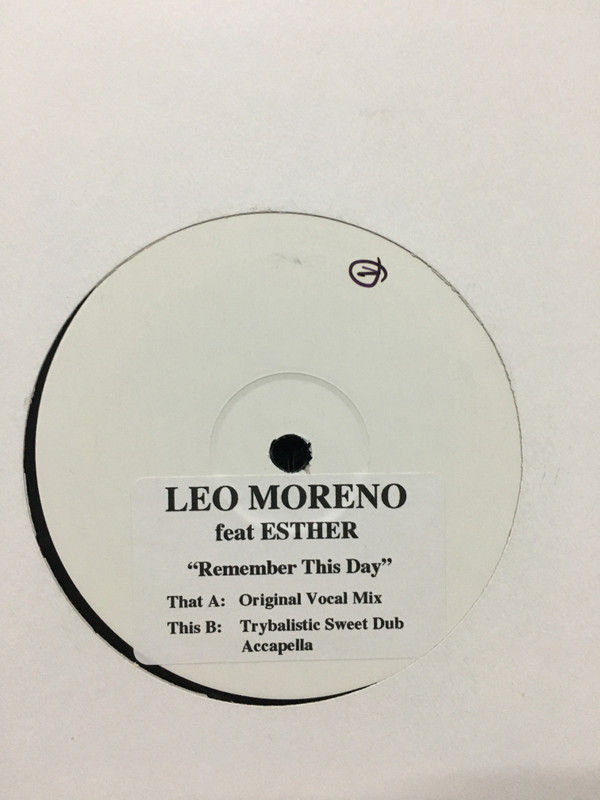 LEO MORENO
feat ESTHER
“Remember This Day”
That A: Original Vocal Mix
This B: Trybalistic Sweet Dub
Accapella